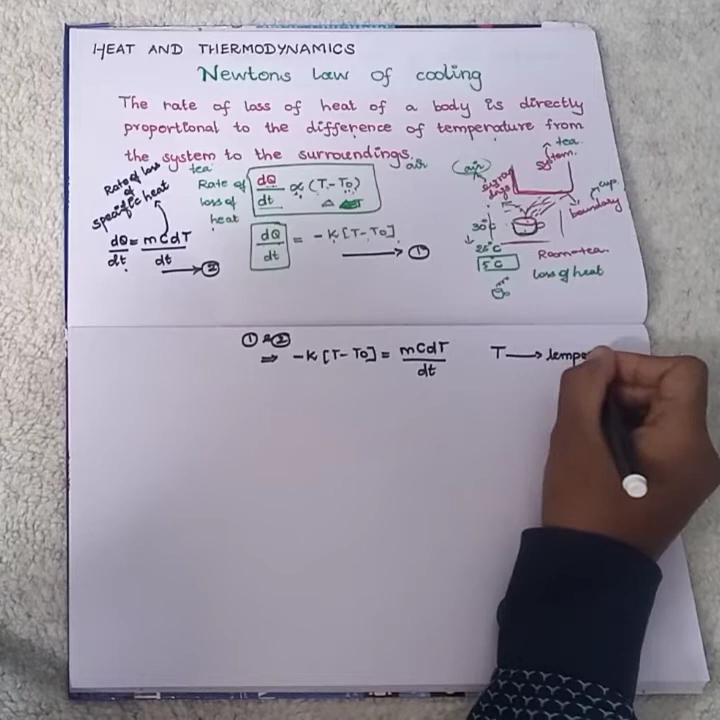 HEAT AND THERMODYNAMICS
Newtons law of cooling
The rate of loss of heat of a body is directly
proportional to the difference of temperature from
the system to the surroundings.
tea
air
Rate of loss
of
specific heat
dQ/dt = mCdT/dt
→ ②
Rate of
loss of
heat
dQ/dt ∝ (T-T0)
Δ
dQ/dt = -K[T-T0]
→ ①
(air)
tea
system
cup
boundary
30°C
25°C
5°C
Room tea
loss of heat
① & ②
⇒ -K[T-T0] = mCdT/dt
T → tempe